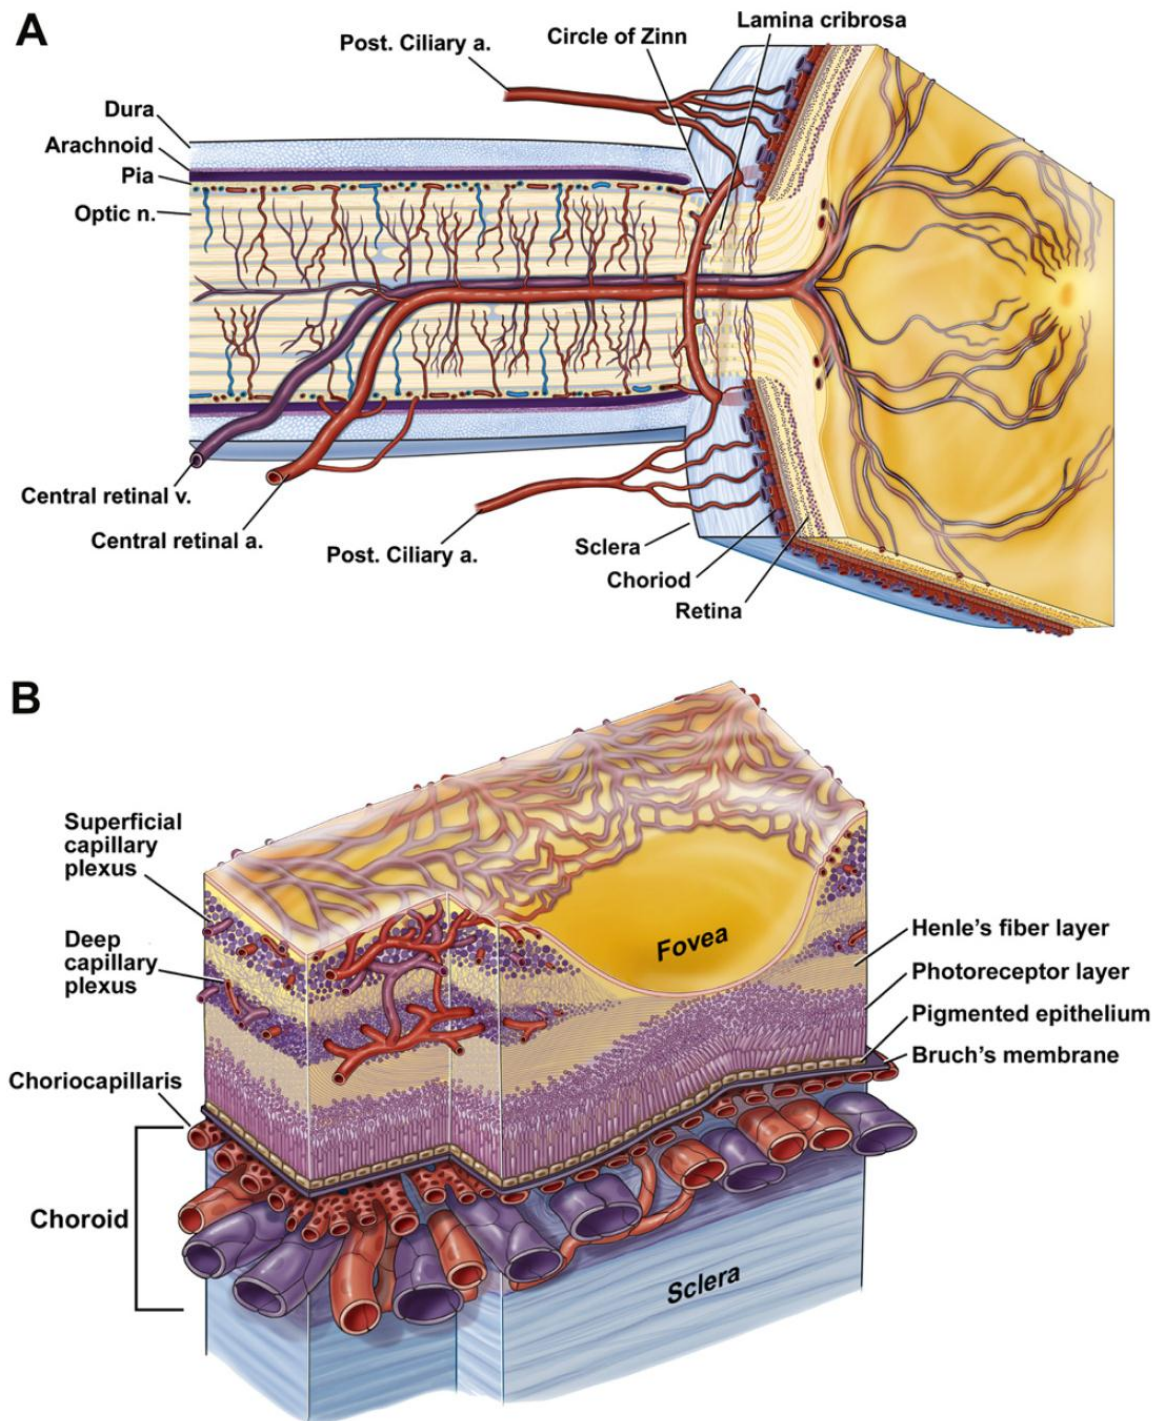 A
Post. Ciliary a.
Circle of Zinn
Lamina cribrosa
Dura
Arachnoid
Pia
Optic n.
Central retinal v.
Central retinal a.
Post. Ciliary a.
Sclera
Choriod
Retina
B
Superficial
capillary
plexus
Deep
capillary
plexus
Choriocapillaris
Choroid
Fovea
Henle's fiber layer
Photoreceptor layer
Pigmented epithelium
Bruch's membrane
Sclera